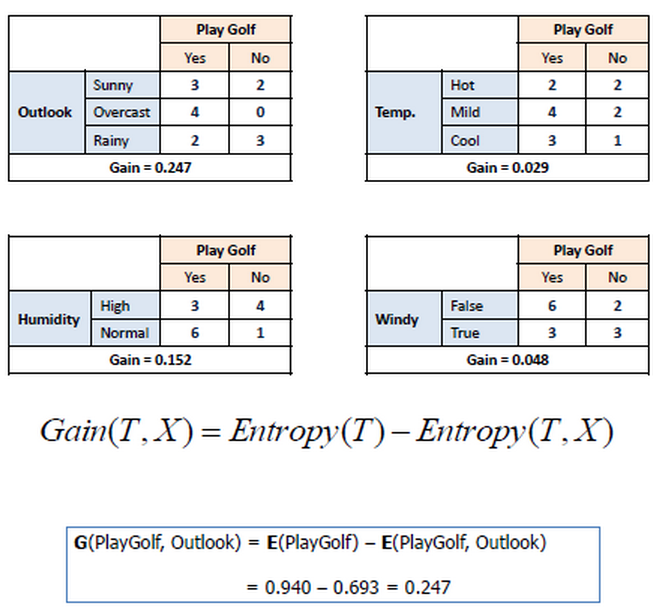 Play Golf
Yes No
Outlook Sunny 3 2
Overcast 4 0
Rainy 2 3
Gain = 0.247
Play Golf
Yes No
Temp. Hot 2 2
Mild 4 2
Cool 3 1
Gain = 0.029
Play Golf
Yes No
Humidity High 3 4
Normal 6 1
Gain = 0.152
Play Golf
Yes No
Windy False 6 2
True 3 3
Gain = 0.048
Gain(T, X) = Entropy(T) − Entropy(T, X)
G(PlayGolf, Outlook) = E(PlayGolf) – E(PlayGolf, Outlook)
= 0.940 – 0.693 = 0.247